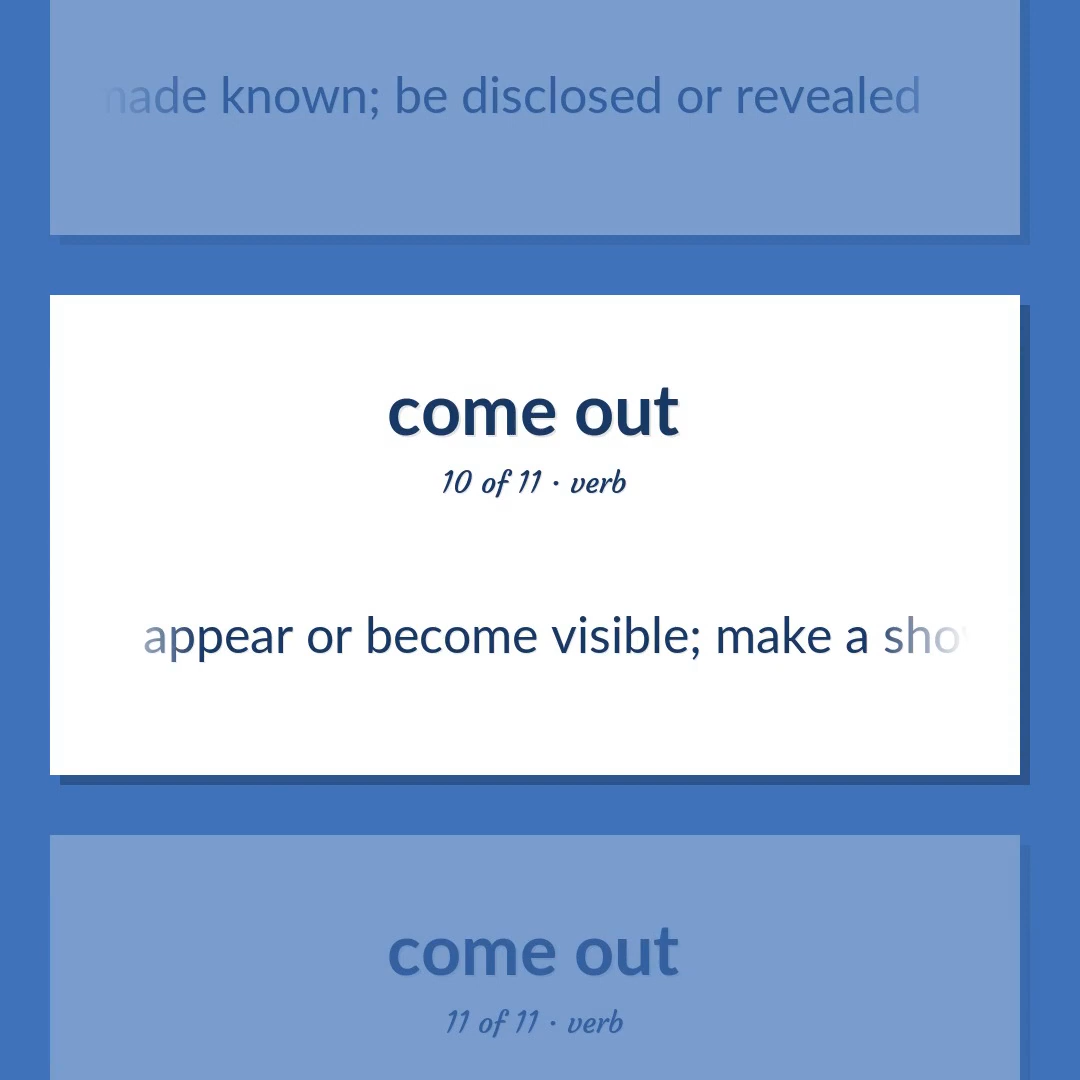 made known; be disclosed or revealed
come out
10 of 11 · verb
appear or become visible; make a
come out
11 of 11 · verb